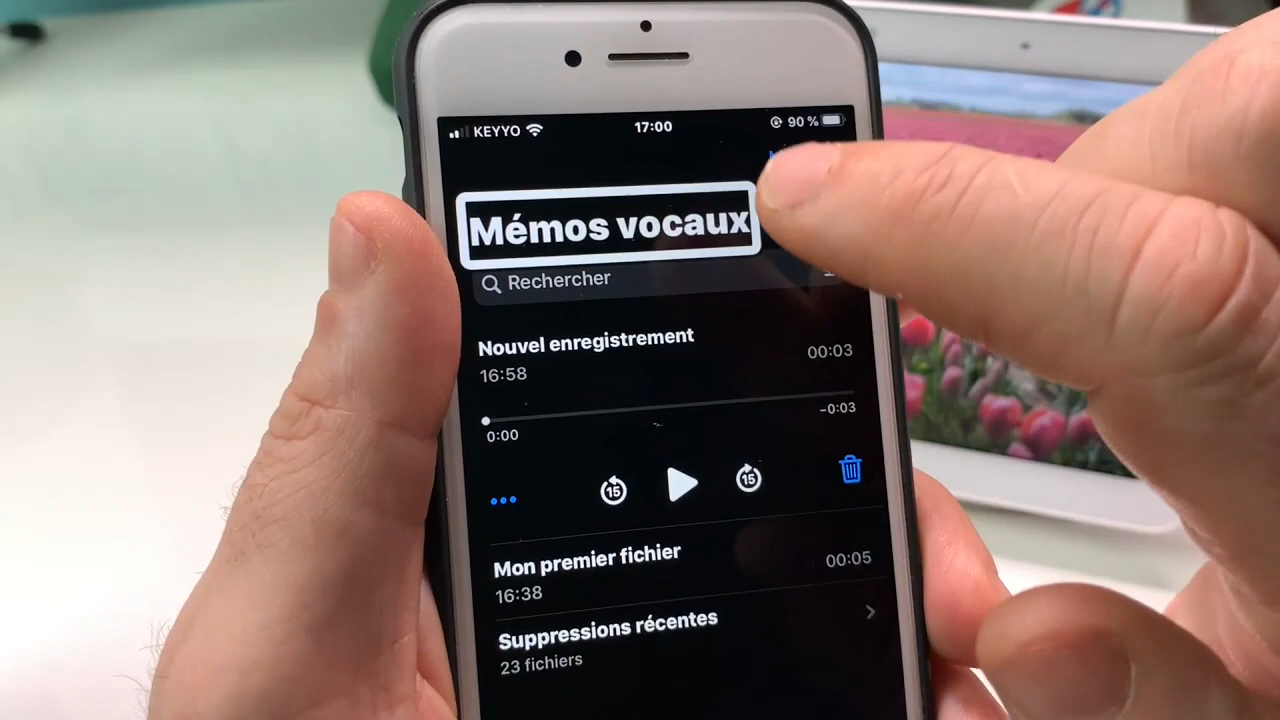 KEYYO 17:00 90 %
Mémos vocaux
Rechercher
Nouvel enregistrement
16:58 00:03
0:00 -0:03
15 15
Mon premier fichier
16:38 00:05
Suppressions récentes
23 fichiers